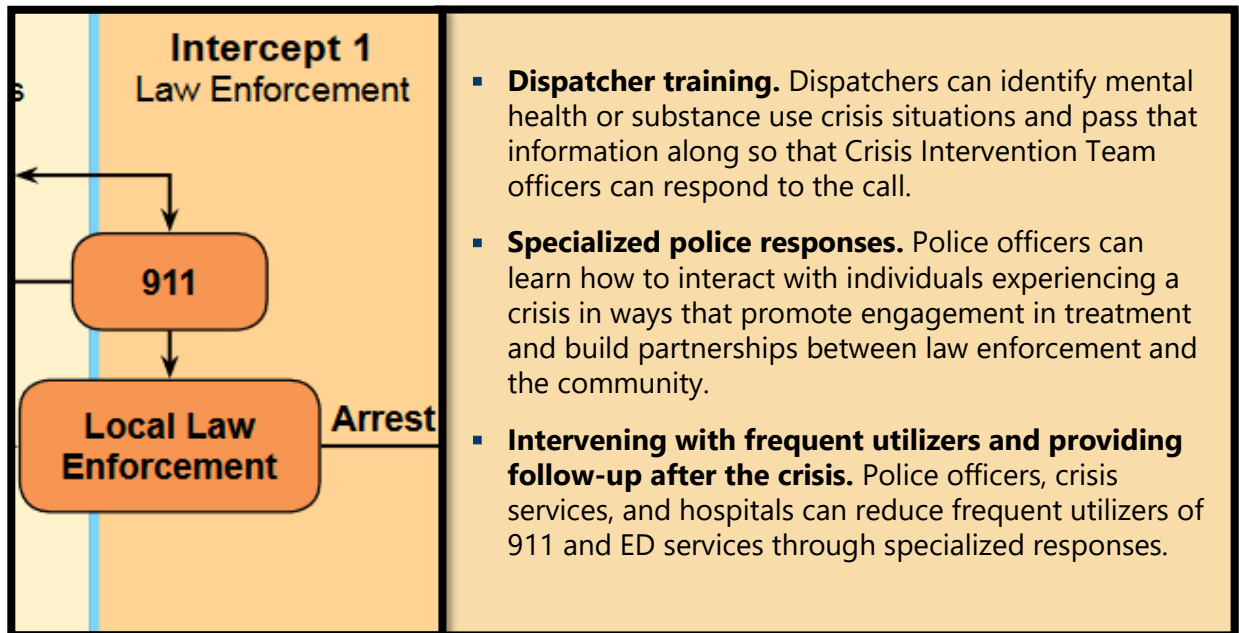 Intercept 1
Law Enforcement
s
911
Local Law
Enforcement
Arrest
▪ Dispatcher training. Dispatchers can identify mental
health or substance use crisis situations and pass that
information along so that Crisis Intervention Team
officers can respond to the call.
▪ Specialized police responses. Police officers can
learn how to interact with individuals experiencing a
crisis in ways that promote engagement in treatment
and build partnerships between law enforcement and
the community.
▪ Intervening with frequent utilizers and providing
follow-up after the crisis. Police officers, crisis
services, and hospitals can reduce frequent utilizers of
911 and ED services through specialized responses.